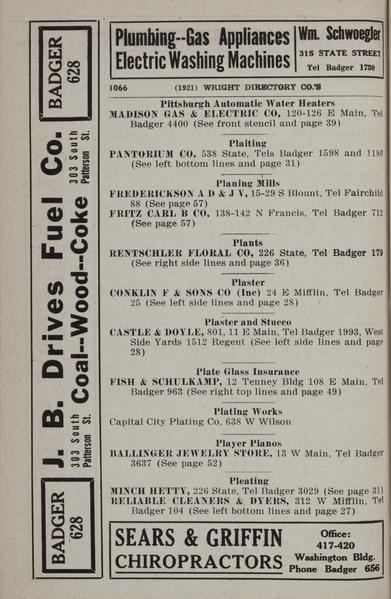 Plumbing--Gas Appliances
Electric Washing Machines
Wm. Schwoegler
315 STATE STREET
Tel Badger 1730
1066 (1921) WRIGHT DIRECTORY CO.'S
Pittsburgh Automatic Water Heaters
MADISON GAS & ELECTRIC CO, 120-126 E Main, Tel
Badger 4400 (See front stencil and page 39)
Plaiting
PANTORIUM CO, 538 State, Tels Badger 1598 and 1180
(See left bottom lines and page 31)
Planing Mills
FREDERICKSON A D & J V, 15-29 S Blount, Tel Fairchild
88 (See page 57)
FRITZ CARL B CO, 138-142 N Francis, Tel Badger 712
(See page 57)
Plants
RENTSCHLER FLORAL CO, 226 State, Tel Badger 179
(See right side lines and page 36)
Plaster
CONKLIN F & SONS CO (Inc) 24 E Mifflin, Tel Badger
25 (See left side lines and page 28)
Plaster and Stucco
CASTLE & DOYLE, 801, 11 E Main, Tel Badger 1993, West
Side Yards 1512 Regent (See left side lines and page
28)
Plate Glass Insurance
FISH & SCHULKAMP, 12 Tenney Bldg 108 E Main, Tel
Badger 963 (See right top lines and page 49)
Plating Works
Capital City Plating Co. 638 W Wilson
Player Pianos
BALLINGER JEWELRY STORE, 13 W Main, Tel Badger
3637 (See page 52)
Pleating
MINCH HETTY, 226 State, Tel Badger 3029 (See page 31)
RELIABLE CLEANERS & DYERS, 312 W Mifflin, Tel
Badger 104 (See left bottom lines and page 27)
SEARS & GRIFFIN
CHIROPRACTORS
Office:
417-420
Washington Bldg.
Phone Badger 656
BADGER
628
J. B. Drives Fuel Co.
303 South
Patterson St.
Coal--Wood--Coke
303 South
Patterson St.
BADGER
628